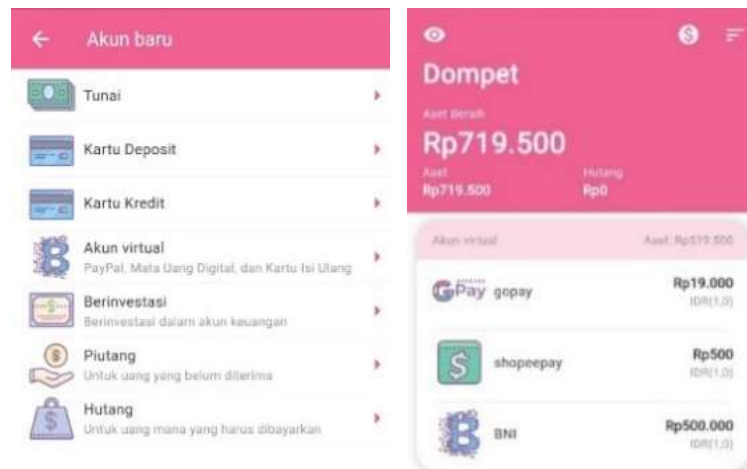 Akun baru
Tunai
Kartu Deposit
Kartu Kredit
Akun virtual
PayPal, Mata Uang Digital, dan Kartu Isi Ulang
Berinvestasi
Berinvestasi dalam akun keuangan
Piutang
Untuk uang yang belum diterima
Hutang
Untuk uang mana yang harus dibayarkan
Dompet
Aset Bersih
Rp719.500
Aset Hutang
Rp719.500 Rp0
Akun virtual Aset: Rp519.500
GPay gopay Rp19.000
IDR(1,0)
shopeepay Rp500
IDR(1,0)
BNI Rp500.000
IDR(1,0)